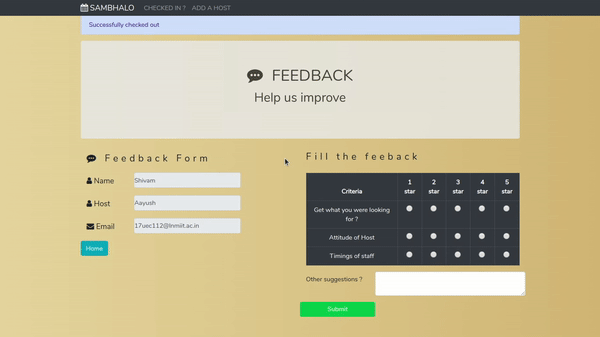 SAMBHALO CHECKED IN ? ADD A HOST
Successfully checked out
FEEDBACK
Help us improve
Feedback Form
Name Shivam
Host Aayush
Email 17uec112@lnmiit.ac.in
Home
Fill the feeback
Criteria 1 star 2 star 3 star 4 star 5 star
Get what you were looking
for ?
Attitude of Host
Timings of staff
Other suggestions ?
Submit